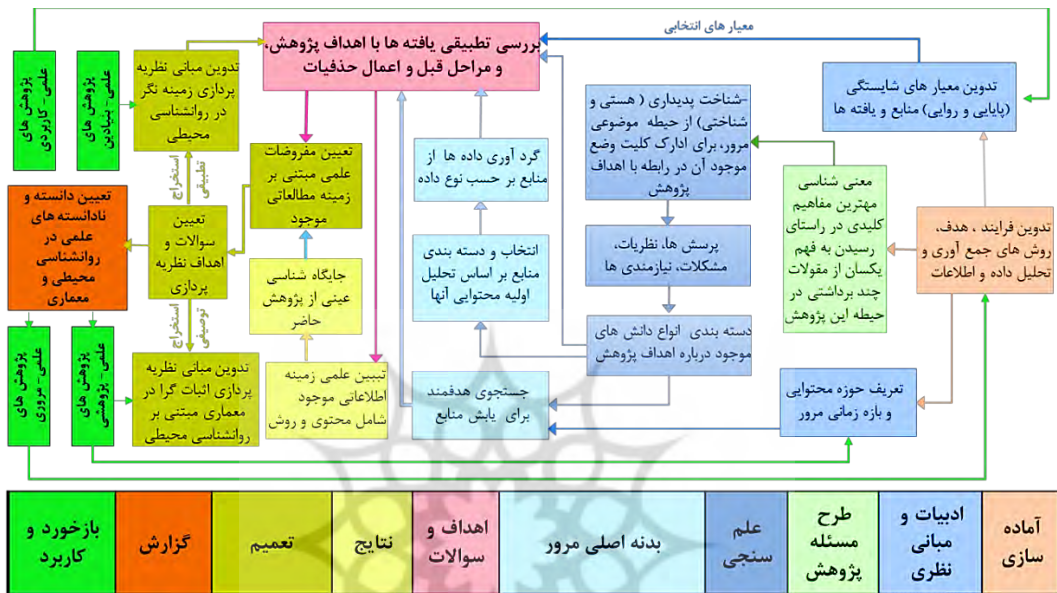 معیار های انتخابی
تدوین معیار های شایستگی
(پایایی و روایی) منابع و یافته ها
تدوین فرایند ، هدف،
روش های جمع آوری و
تحلیل داده و اطلاعات
معنی شناسی
مهترین مفاهیم
کلیدی در راستای
رسیدن به فهم
یکسان از مقولات
چند برداشتی در
حیطه این پژوهش
تعریف حوزه محتوایی
و بازه زمانی مرور
-شناخت پدیداری ( هستی و
شناختی) از حیطه موضوعی
مرور، برای ادارک کلیت وضع
موجود آن در رابطه با اهداف
پژوهش
پرسش ها، نظریات،
مشکلات، نیازمندی ها
دسته بندی انواع دانش های
موجود درباره اهداف پژوهش
بررسی تطبیقی یافته ها با اهداف پژوهش،
و مراحل قبل و اعمال حذفیات
گرد آوری داده ها از
منابع بر حسب نوع داده
انتخاب و دسته بندی
منابع بر اساس تحلیل
اولیه محتوایی آنها
جستجوی هدفمند
برای یابش منابع
تعیین مفروضات
علمی مبتنی بر
زمینه مطالعاتی
موجود
جایگاه شناسی
عینی از پژوهش
حاضر
تبیین علمی زمینه
اطلاعاتی موجود
شامل محتوی و روش
تدوین مبانی نظریه
پردازی زمینه نگر
در روانشناسی
محیطی
استخراج
تطبیقی
تعیین
سوالات و
اهداف نظریه
پردازی
استخراج
توصیفی
تدوین مبانی نظریه
پردازی اثبات گرا در
معماری مبتنی بر
روانشناسی محیطی
پژوهش های
علمی- بنیادین
پژوهش های
علمی- کاربردی
تعیین دانسته و
نادانسته های
علمی در
روانشناسی
محیطی و
معماری
پژوهش های
علمی- پژوهشی
پژوهش های
علمی- مروری
آماده
سازی
ادبیات و
مبانی
نظری
طرح
مسئله
پژوهش
علم
سنجی
بدنه اصلی مرور
اهداف و
سوالات
نتایج
تعمیم
گزارش
بازخورد و
کاربرد